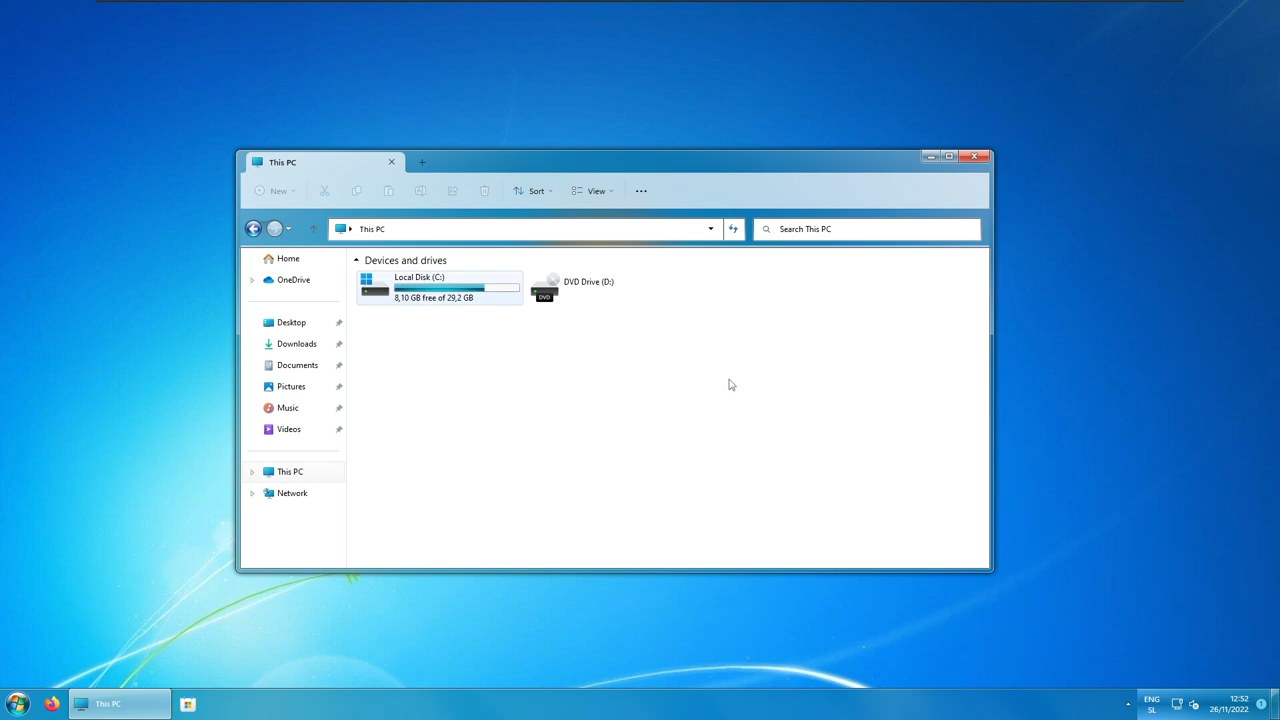 This PC
New
Sort
View
This PC
Search This PC
Home
OneDrive
Desktop
Downloads
Documents
Pictures
Music
Videos
This PC
Network
Devices and drives
Local Disk (C:)
8,10 GB free of 29,2 GB
DVD
DVD Drive (D:)
This PC
ENG
SL
12:52
26/11/2022
1